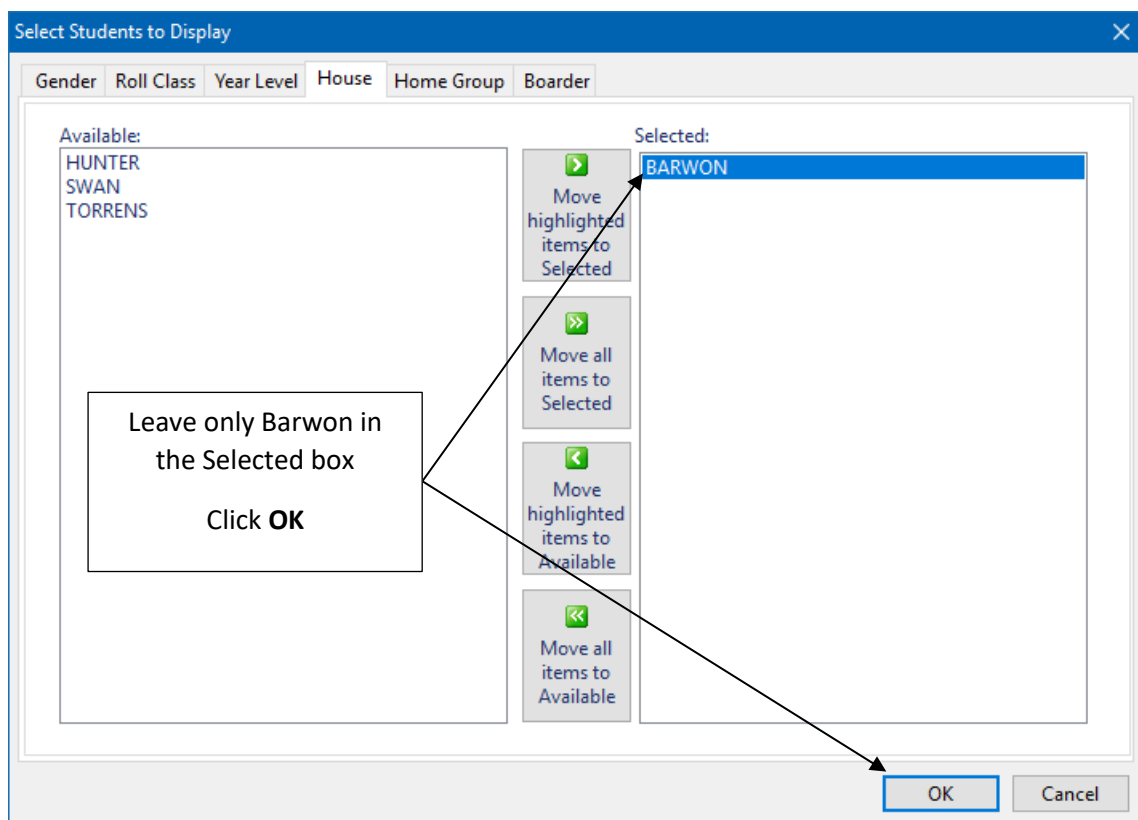 Select Students to Display
Gender Roll Class Year Level House Home Group Boarder
Available:
HUNTER
SWAN
TORRENS
Move
highlighted
items to
Selected
Move all
items to
Selected
Move
highlighted
items to
Available
Move all
items to
Available
Selected:
BARWON
Leave only Barwon in
the Selected box
Click OK
OK Cancel